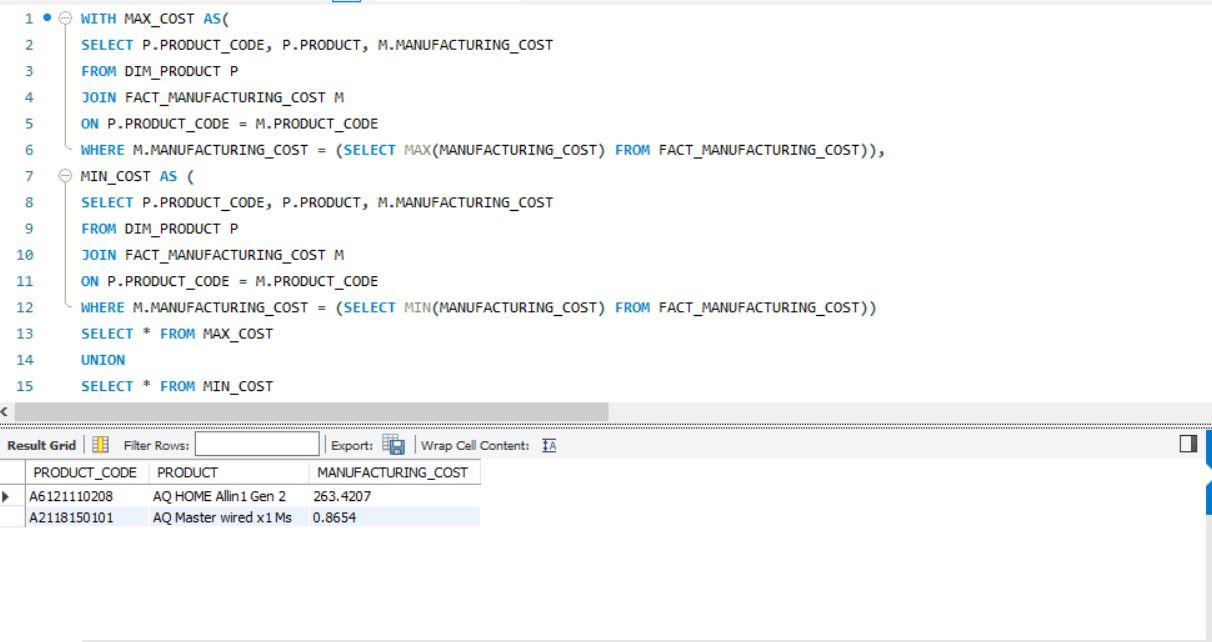 1 WITH MAX_COST AS(
2 SELECT P.PRODUCT_CODE, P.PRODUCT, M.MANUFACTURING_COST
3 FROM DIM_PRODUCT P
4 JOIN FACT_MANUFACTURING_COST M
5 ON P.PRODUCT_CODE = M.PRODUCT_CODE
6 WHERE M.MANUFACTURING_COST = (SELECT MAX(MANUFACTURING_COST) FROM FACT_MANUFACTURING_COST)),
7 MIN_COST AS (
8 SELECT P.PRODUCT_CODE, P.PRODUCT, M.MANUFACTURING_COST
9 FROM DIM_PRODUCT P
10 JOIN FACT_MANUFACTURING_COST M
11 ON P.PRODUCT_CODE = M.PRODUCT_CODE
12 WHERE M.MANUFACTURING_COST = (SELECT MIN(MANUFACTURING_COST) FROM FACT_MANUFACTURING_COST))
13 SELECT * FROM MAX_COST
14 UNION
15 SELECT * FROM MIN_COST
Result Grid Filter Rows: Export: Wrap Cell Content:
PRODUCT_CODE PRODUCT MANUFACTURING_COST
A6121110208 AQ HOME Allin1 Gen 2 263.4207
A2118150101 AQ Master wired x1 Ms 0.8654